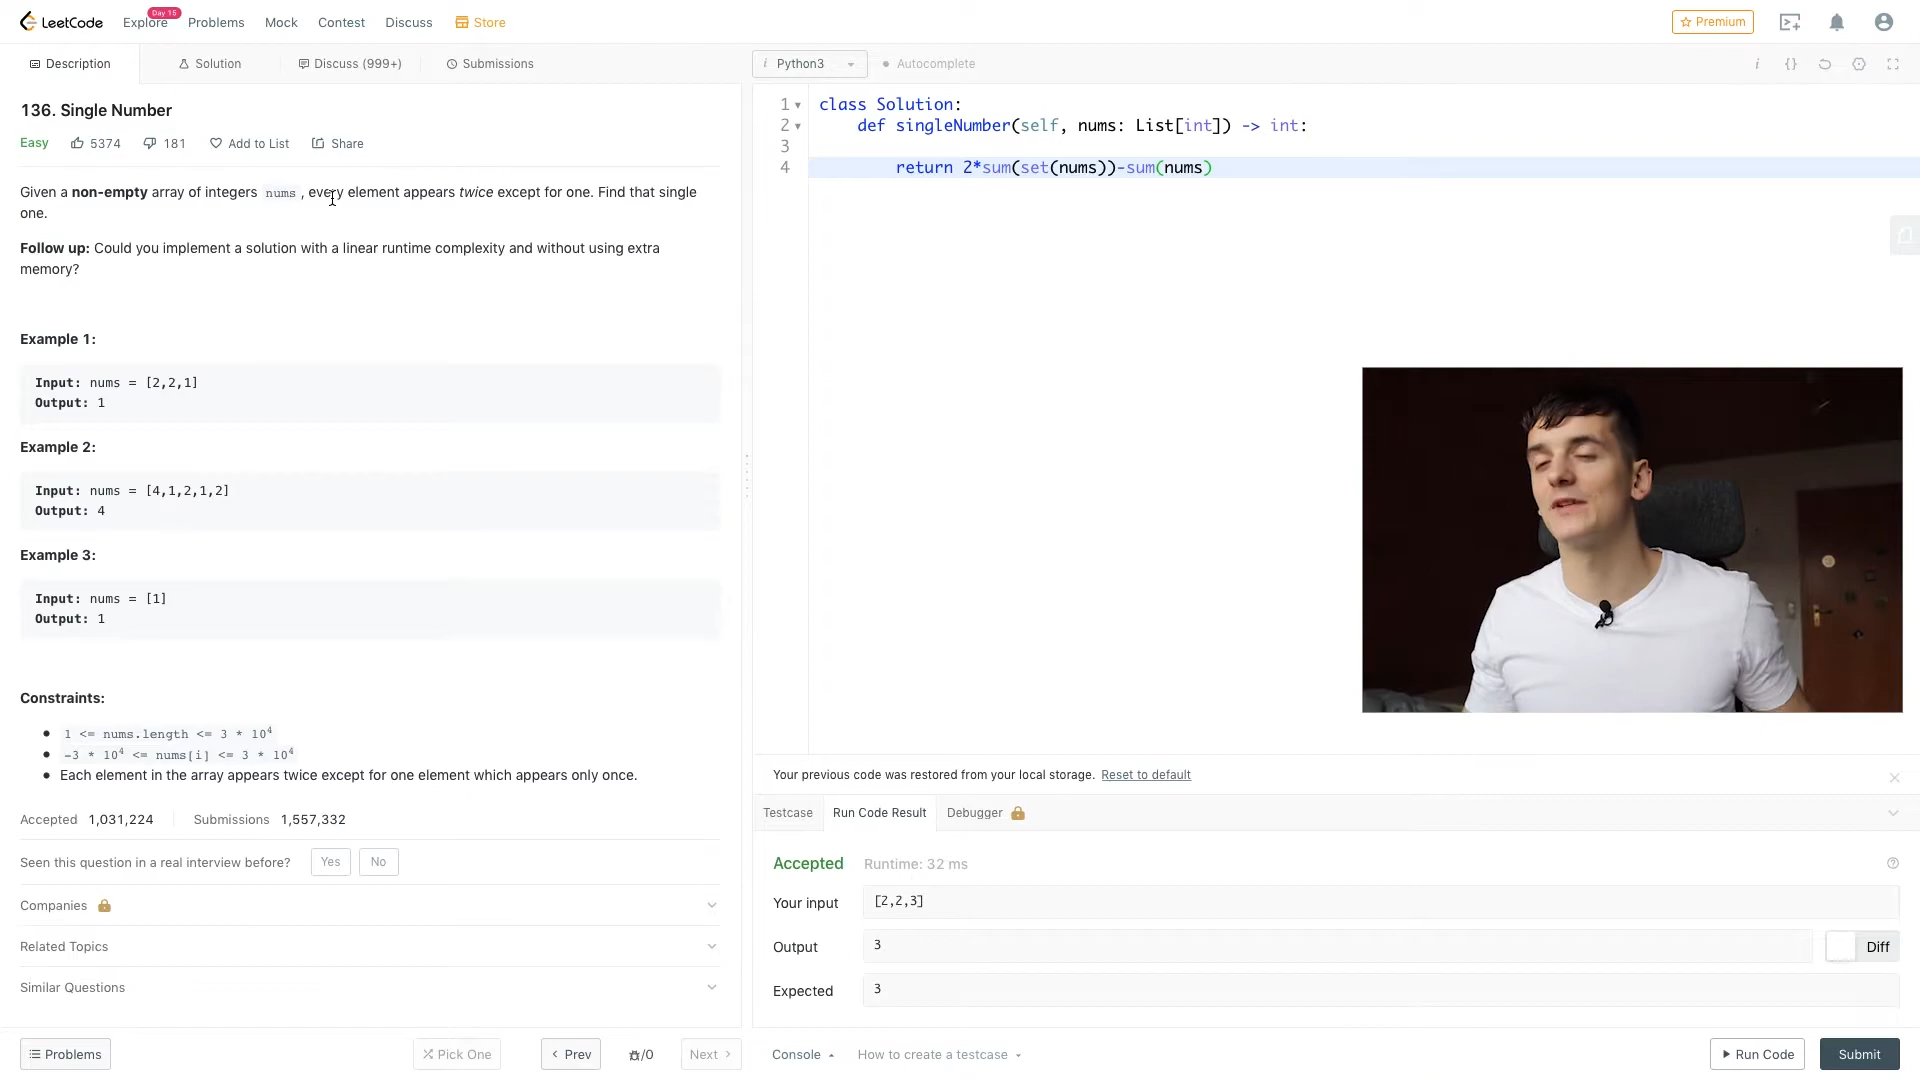 LeetCode Explore Day 15 Problems Mock Contest Discuss Store Premium
Description Solution Discuss (999+) Submissions
i Python3 Autocomplete i {}
136. Single Number
Easy 5374 181 Add to List Share
Given a non-empty array of integers nums , every element appears twice except for one. Find that single
one.
Follow up: Could you implement a solution with a linear runtime complexity and without using extra
memory?
Example 1:
Input: nums = [2,2,1]
Output: 1
Example 2:
Input: nums = [4,1,2,1,2]
Output: 4
Example 3:
Input: nums = [1]
Output: 1
Constraints:
1 <= nums.length <= 3 * 10⁴
-3 * 10⁴ <= nums[i] <= 3 * 10⁴
Each element in the array appears twice except for one element which appears only once.
Accepted 1,031,224 Submissions 1,557,332
Seen this question in a real interview before? Yes No
Companies
Related Topics
Similar Questions
Problems Pick One Prev /0 Next
1 class Solution:
2 def singleNumber(self, nums: List[int]) -> int:
3
4 return 2*sum(set(nums))-sum(nums)
Your previous code was restored from your local storage. Reset to default
Testcase Run Code Result Debugger
Accepted Runtime: 32 ms
Your input [2,2,3]
Output 3 Diff
Expected 3
Console How to create a testcase Run Code Submit